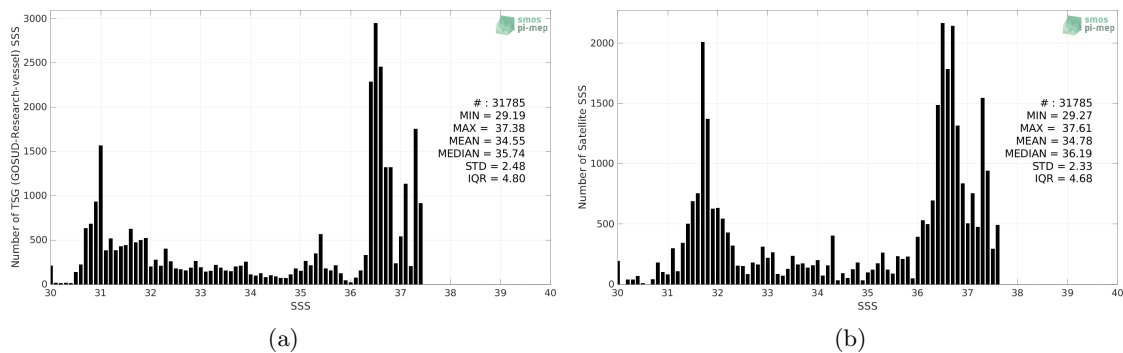 smos
pi-mep
Number of TSG (GOSUD-Research-vessel) SSS
3000
2500
2000
1500
1000
500
0
# : 31785
MIN = 29.19
MAX = 37.38
MEAN = 34.55
MEDIAN = 35.74
STD = 2.48
IQR = 4.80
30 31 32 33 34 35 36 37 38 39 40
SSS
(a)
smos
pi-mep
Number of Satellite SSS
2000
1500
1000
500
0
# : 31785
MIN = 29.27
MAX = 37.61
MEAN = 34.78
MEDIAN = 36.19
STD = 2.33
IQR = 4.68
30 31 32 33 34 35 36 37 38 39 40
SSS
(b)